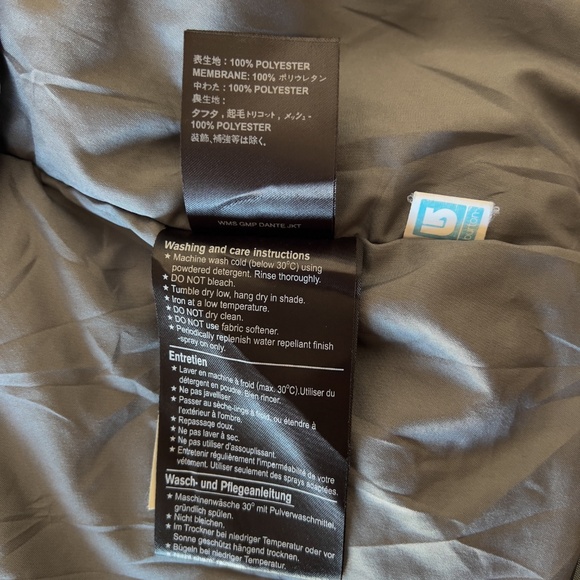 表生地：100% POLYESTER
MEMBRANE: 100% ポリウレタン
中わた：100% POLYESTER
裏生地：
タフタ，起毛トリコット，メッシュ-
100% POLYESTER
装飾、補強等は除く。
WMS GMP DANTE JKT
burton
Washing and care instructions
★ Machine wash cold (below 30°C) using
powdered detergent. Rinse thoroughly.
★ DO NOT bleach.
★ Tumble dry low, hang dry in shade.
★ Iron at a low temperature.
★ DO NOT dry clean.
★ DO NOT use fabric softener.
★ Periodically replenish water repellant finish
-spray on only.
Entretien
★ Laver en machine à froid (max. 30°C).Utiliser du
détergent en poudre. Bien rincer.
★ Ne pas javelliser.
★ Passer au sèche-linge à froid, ou étendre à
l'extérieur à l'ombre.
★ Repassage doux.
★ Ne pas laver à sec.
★ Ne pas utiliser d'assouplissant.
★ Entretenir régulièrement l'imperméabilité de votre
vêtement. Utiliser seulement des sprays adaptées.
Wasch- und Pflegeanleitung
★ Maschinenwäsche 30° mit Pulverwaschmittel,
gründlich spülen.
★ Nicht bleichen.
★ Im Trockner bei niedriger Temperatur oder vor
Sonne geschützt hängend trocknen.
★ Bügeln bei niedriger Temperatur.